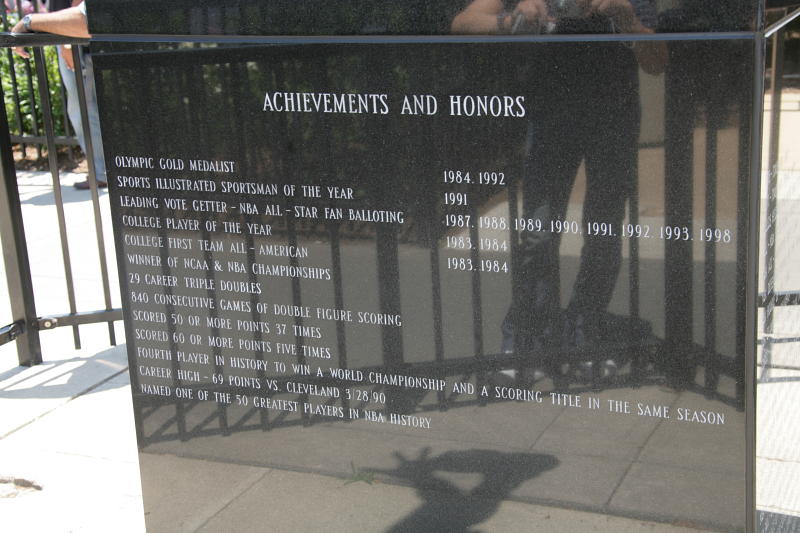 ACHIEVEMENTS AND HONORS
OLYMPIC GOLD MEDALIST 1984, 1992
SPORTS ILLUSTRATED SPORTSMAN OF THE YEAR 1991
LEADING VOTE GETTER - NBA ALL - STAR FAN BALLOTING 1987, 1988, 1989, 1990, 1991, 1992, 1993, 1998
COLLEGE PLAYER OF THE YEAR 1983, 1984
COLLEGE FIRST TEAM ALL - AMERICAN 1983, 1984
WINNER OF NCAA & NBA CHAMPIONSHIPS
29 CAREER TRIPLE DOUBLES
840 CONSECUTIVE GAMES OF DOUBLE FIGURE SCORING
SCORED 50 OR MORE POINTS 37 TIMES
SCORED 60 OR MORE POINTS FIVE TIMES
FOURTH PLAYER IN HISTORY TO WIN A WORLD CHAMPIONSHIP AND A SCORING TITLE IN THE SAME SEASON
CAREER HIGH - 69 POINTS VS. CLEVELAND 3/28/90
NAMED ONE OF THE 50 GREATEST PLAYERS IN NBA HISTORY